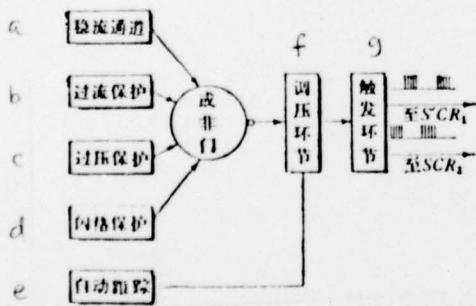 a 稳流通道
b 过流保护
c 过压保护
d 闪络保护
e 自动跟踪
或非门
f
调压环节
g
触发环节
至SCR₁
至SCR₂